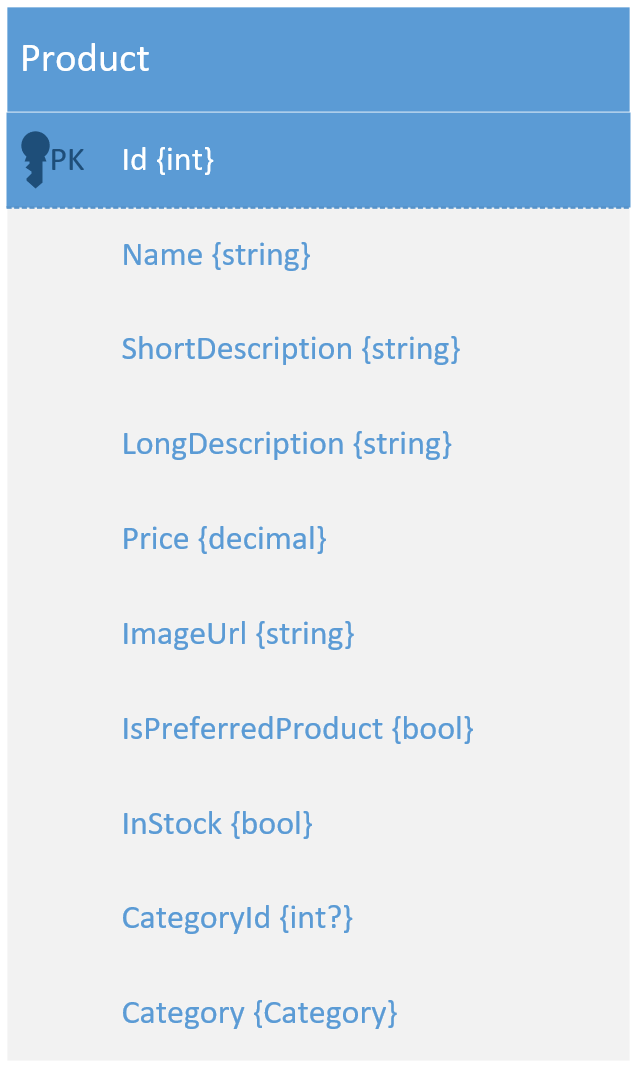 Product
PK Id {int}
Name {string}
ShortDescription {string}
LongDescription {string}
Price {decimal}
ImageUrl {string}
IsPreferredProduct {bool}
InStock {bool}
CategoryId {int?}
Category {Category}